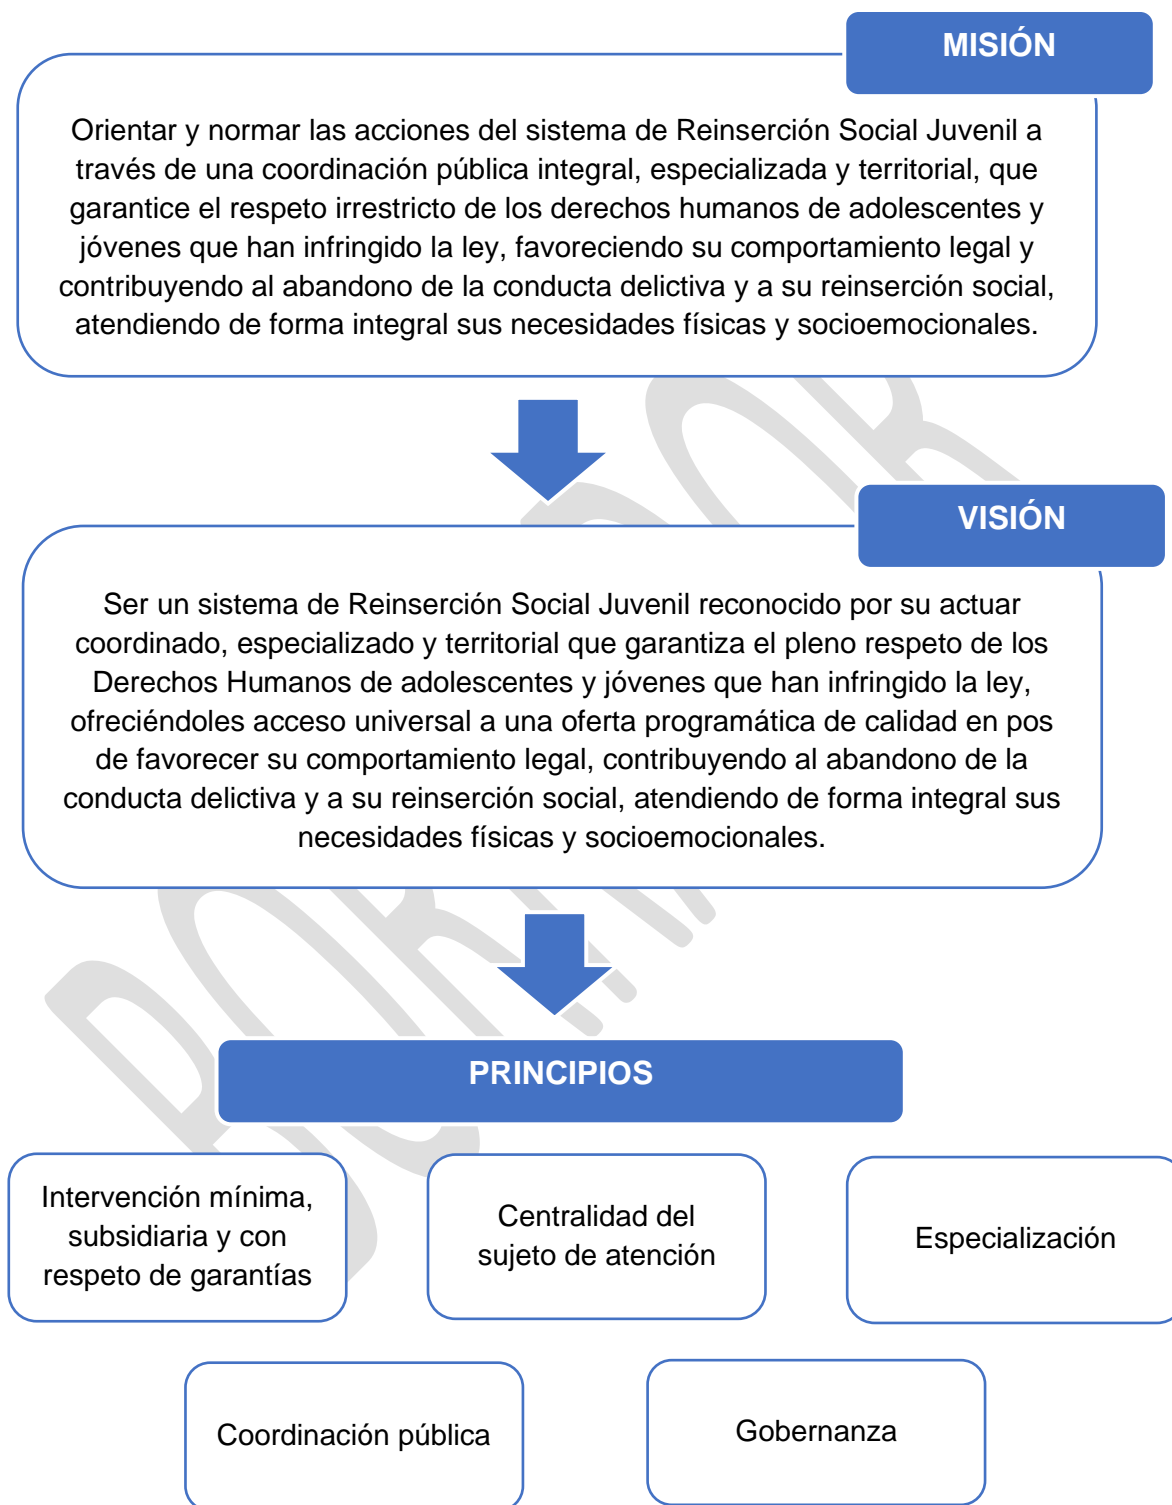 MISIÓN
Orientar y normar las acciones del sistema de Reinserción Social Juvenil a
través de una coordinación pública integral, especializada y territorial, que
garantice el respeto irrestricto de los derechos humanos de adolescentes y
jóvenes que han infringido la ley, favoreciendo su comportamiento legal y
contribuyendo al abandono de la conducta delictiva y a su reinserción social,
atendiendo de forma integral sus necesidades físicas y socioemocionales.
VISIÓN
Ser un sistema de Reinserción Social Juvenil reconocido por su actuar
coordinado, especializado y territorial que garantiza el pleno respeto de los
Derechos Humanos de adolescentes y jóvenes que han infringido la ley,
ofreciéndoles acceso universal a una oferta programática de calidad en pos
de favorecer su comportamiento legal, contribuyendo al abandono de la
conducta delictiva y a su reinserción social, atendiendo de forma integral sus
necesidades físicas y socioemocionales.
PRINCIPIOS
Intervención mínima,
subsidiaria y con
respeto de garantías
Centralidad del
sujeto de atención
Especialización
Coordinación pública
Gobernanza